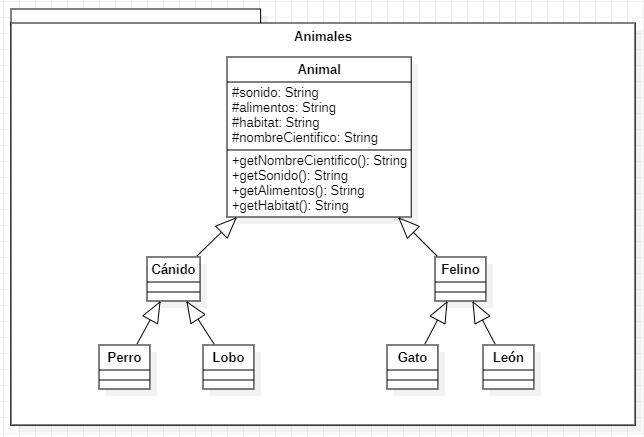 Animales
Animal
#sonido: String
#alimentos: String
#habitat: String
#nombreCientifico: String
+getNombreCientifico(): String
+getSonido(): String
+getAlimentos(): String
+getHabitat(): String
Cánido
Felino
Perro
Lobo
Gato
León